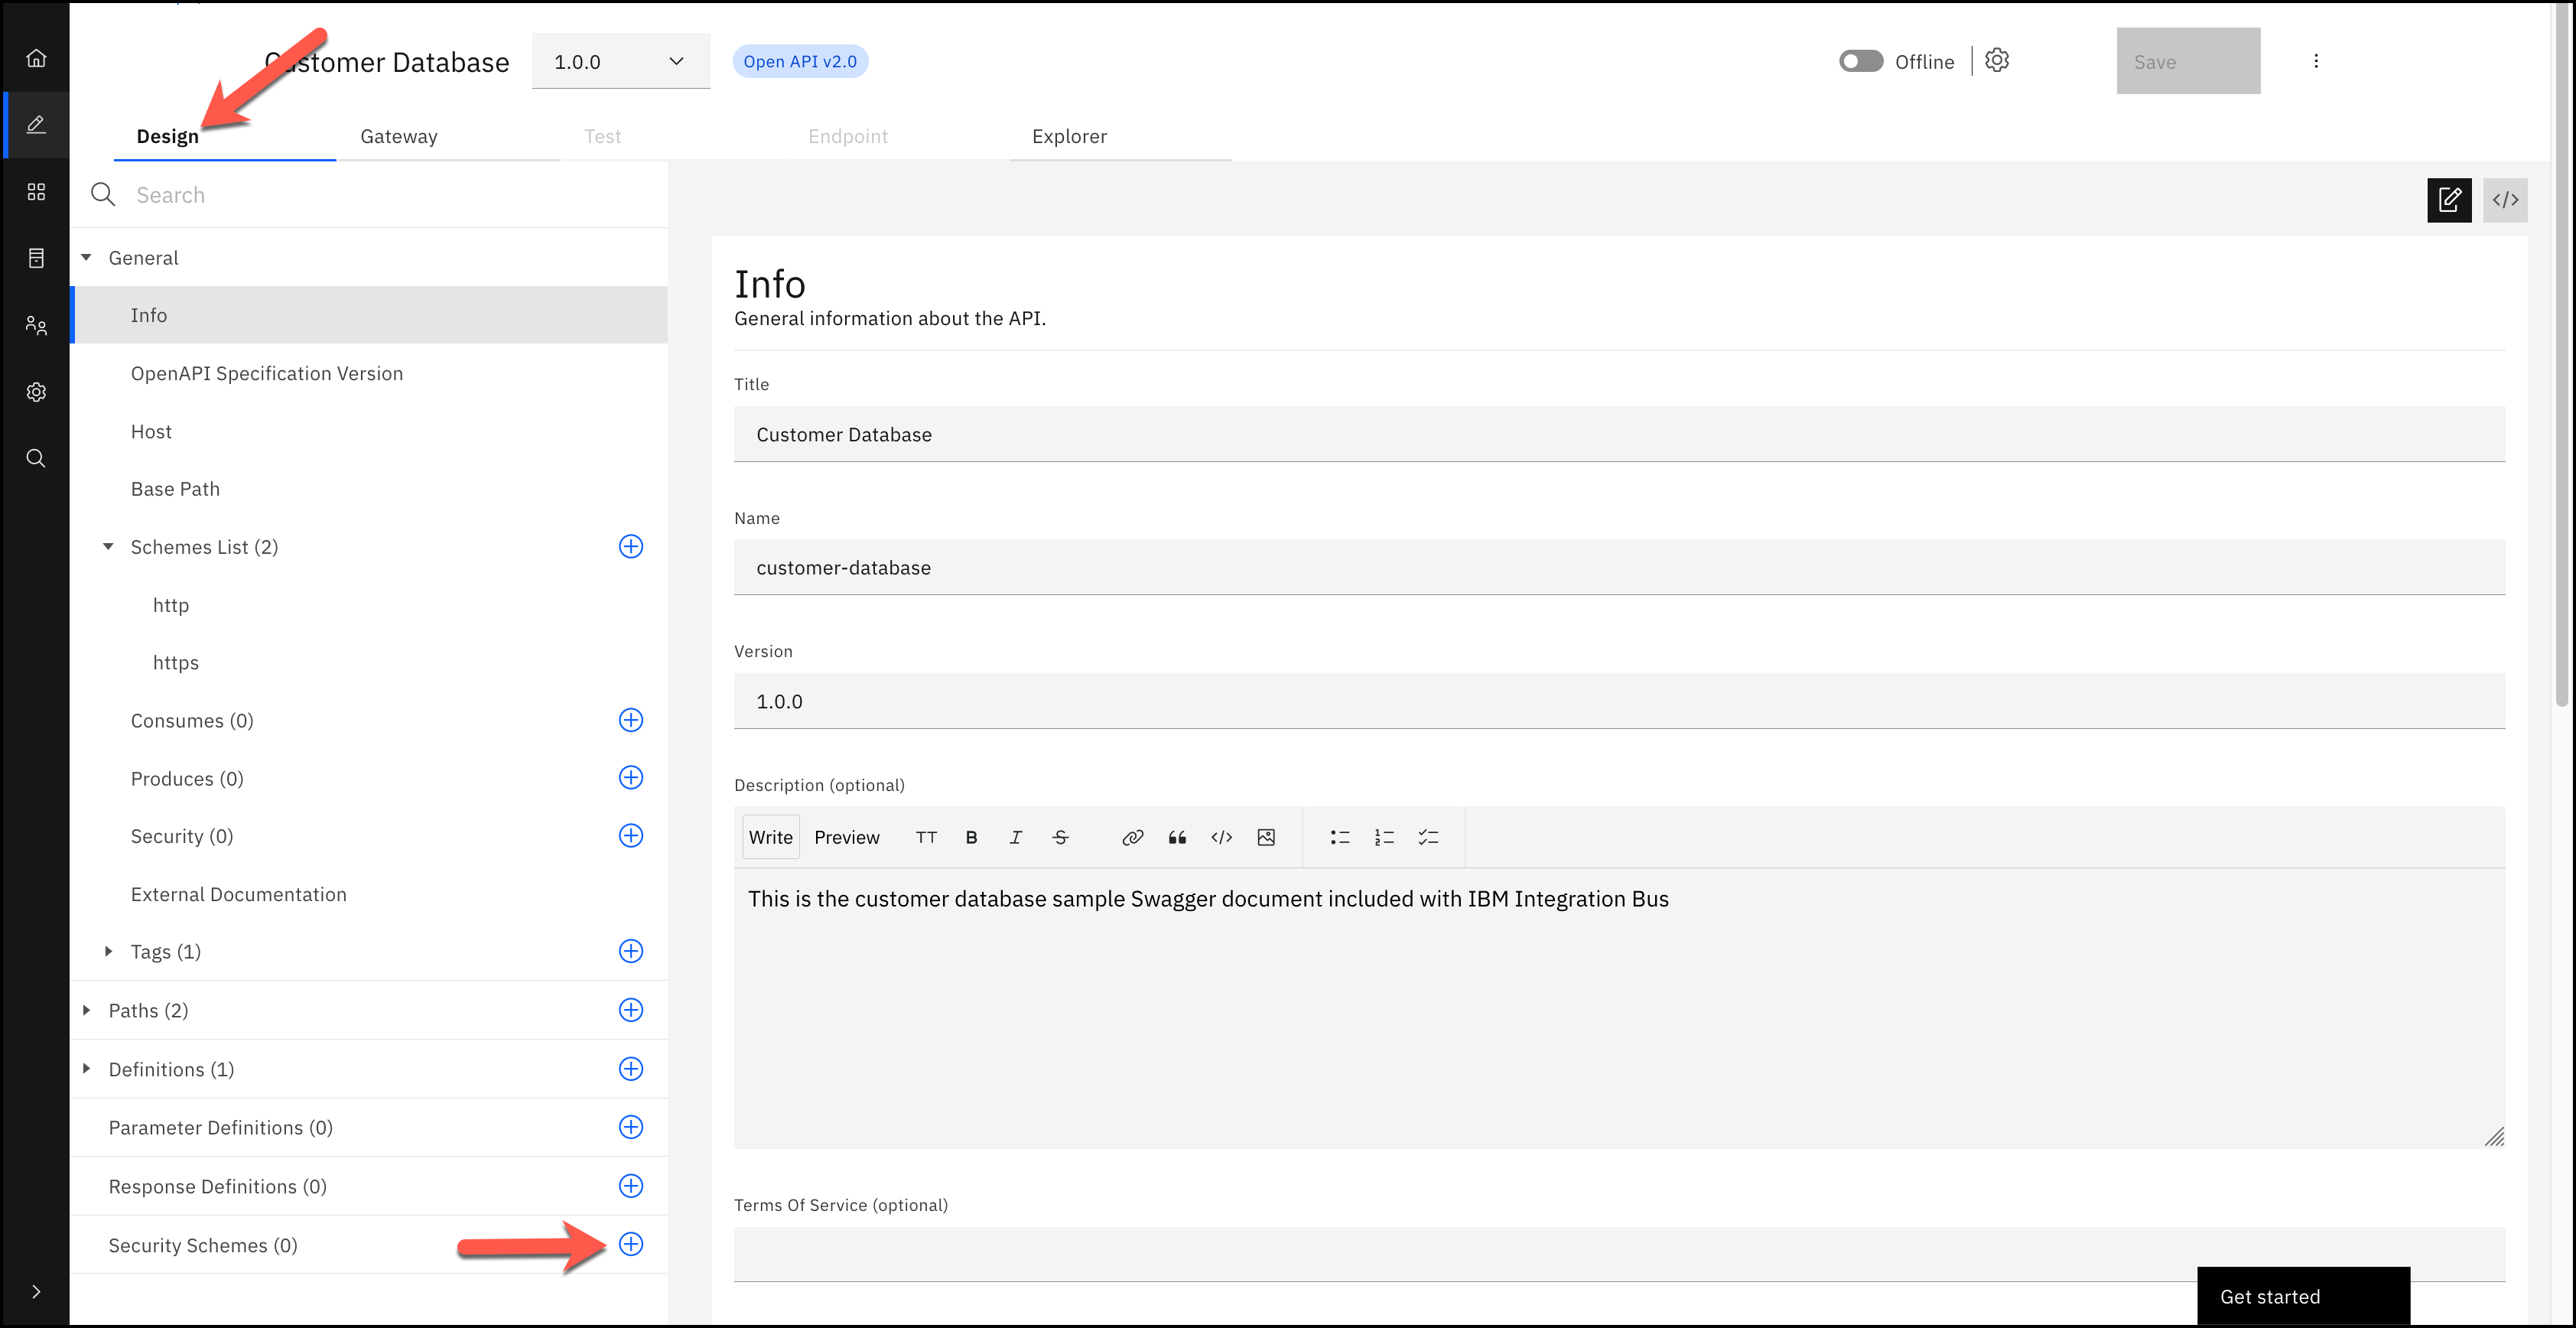 Customer Database
1.0.0
Open API v2.0
Offline
Save
Design
Gateway
Test
Endpoint
Explorer
Search
General
Info
OpenAPI Specification Version
Host
Base Path
Schemes List (2)
http
https
Consumes (0)
Produces (0)
Security (0)
External Documentation
Tags (1)
Paths (2)
Definitions (1)
Parameter Definitions (0)
Response Definitions (0)
Security Schemes (0)
Info
General information about the API.
Title
Customer Database
Name
customer-database
Version
1.0.0
Description (optional)
Write Preview TT B I S
This is the customer database sample Swagger document included with IBM Integration Bus
Terms Of Service (optional)
Get started